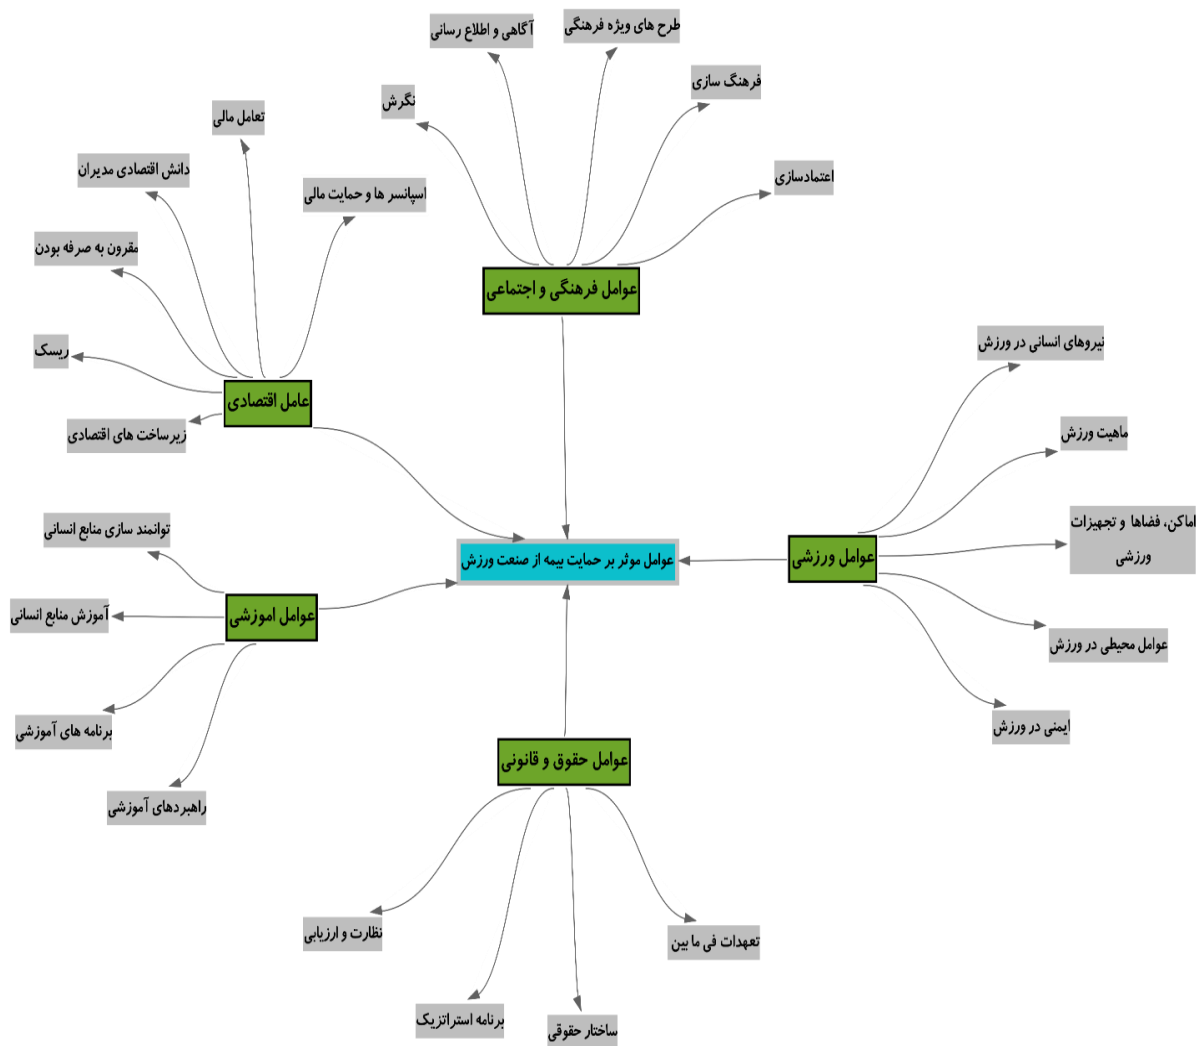 طرح های ویژه فرهنگی
آگاهی و اطلاع رسانی
فرهنگ سازی
نگرش
اعتمادسازی
عوامل فرهنگی و اجتماعی
تعامل مالی
دانش اقتصادی مدیران
اسپانسر ها و حمایت مالی
مقرون به صرفه بودن
ریسک
عامل اقتصادی
زیرساخت های اقتصادی
نیروهای انسانی در ورزش
ماهیت ورزش
اماکن، فضاها و تجهیزات
ورزشی
عوامل ورزشی
عوامل محیطی در ورزش
ایمنی در ورزش
عوامل موثر بر حمایت بیمه از صنعت ورزش
توانمند سازی منابع انسانی
آموزش منابع انسانی
عوامل اموزشی
برنامه های آموزشی
راهبردهای آموزشی
عوامل حقوق و قانونی
تعهدات فی ما بین
نظارت و ارزیابی
برنامه استراتژیک
ساختار حقوقی